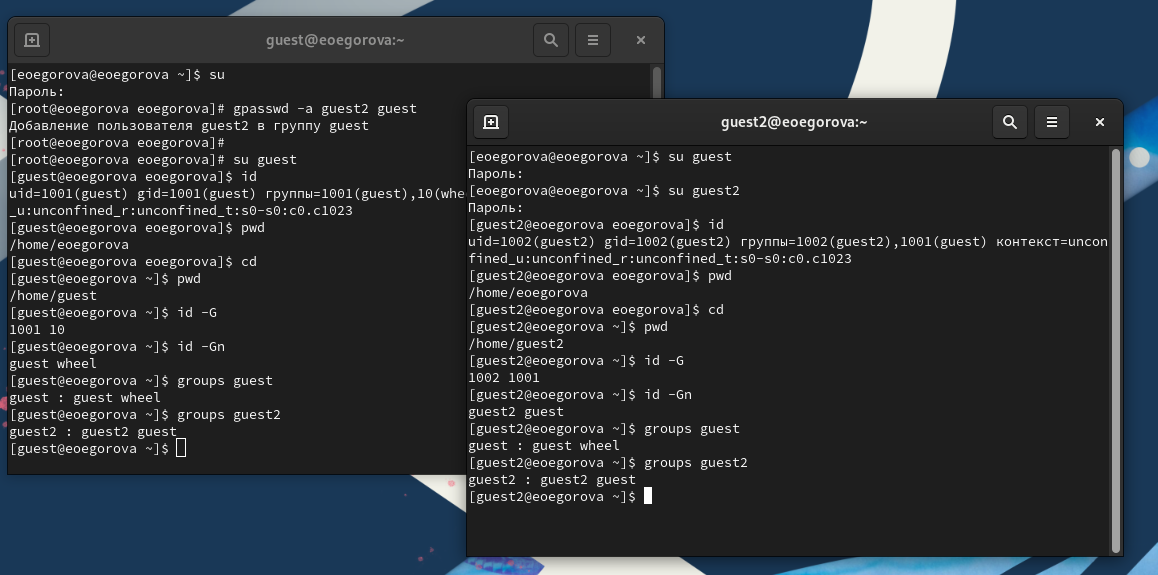 guest@eoegorova:~
[eoegorova@eoegorova ~]$ su
Пароль:
[root@eoegorova eoegorova]# gpasswd -a guest2 guest
Добавление пользователя guest2 в группу guest
[root@eoegorova eoegorova]#
[root@eoegorova eoegorova]# su guest
[guest@eoegorova eoegorova]$ id
uid=1001(guest) gid=1001(guest) группы=1001(guest),10(whe
_u:unconfined_r:unconfined_t:s0-s0:c0.c1023
[guest@eoegorova eoegorova]$ pwd
/home/eoegorova
[guest@eoegorova eoegorova]$ cd
[guest@eoegorova ~]$ pwd
/home/guest
[guest@eoegorova ~]$ id -G
1001 10
[guest@eoegorova ~]$ id -Gn
guest wheel
[guest@eoegorova ~]$ groups guest
guest : guest wheel
[guest@eoegorova ~]$ groups guest2
guest2 : guest2 guest
[guest@eoegorova ~]$
guest2@eoegorova:~
[eoegorova@eoegorova ~]$ su guest
Пароль:
[eoegorova@eoegorova ~]$ su guest2
Пароль:
[guest2@eoegorova eoegorova]$ id
uid=1002(guest2) gid=1002(guest2) группы=1002(guest2),1001(guest) контекст=uncon
fined_u:unconfined_r:unconfined_t:s0-s0:c0.c1023
[guest2@eoegorova eoegorova]$ pwd
/home/eoegorova
[guest2@eoegorova eoegorova]$ cd
[guest2@eoegorova ~]$ pwd
/home/guest2
[guest2@eoegorova ~]$ id -G
1002 1001
[guest2@eoegorova ~]$ id -Gn
guest2 guest
[guest2@eoegorova ~]$ groups guest
guest : guest wheel
[guest2@eoegorova ~]$ groups guest2
guest2 : guest2 guest
[guest2@eoegorova ~]$